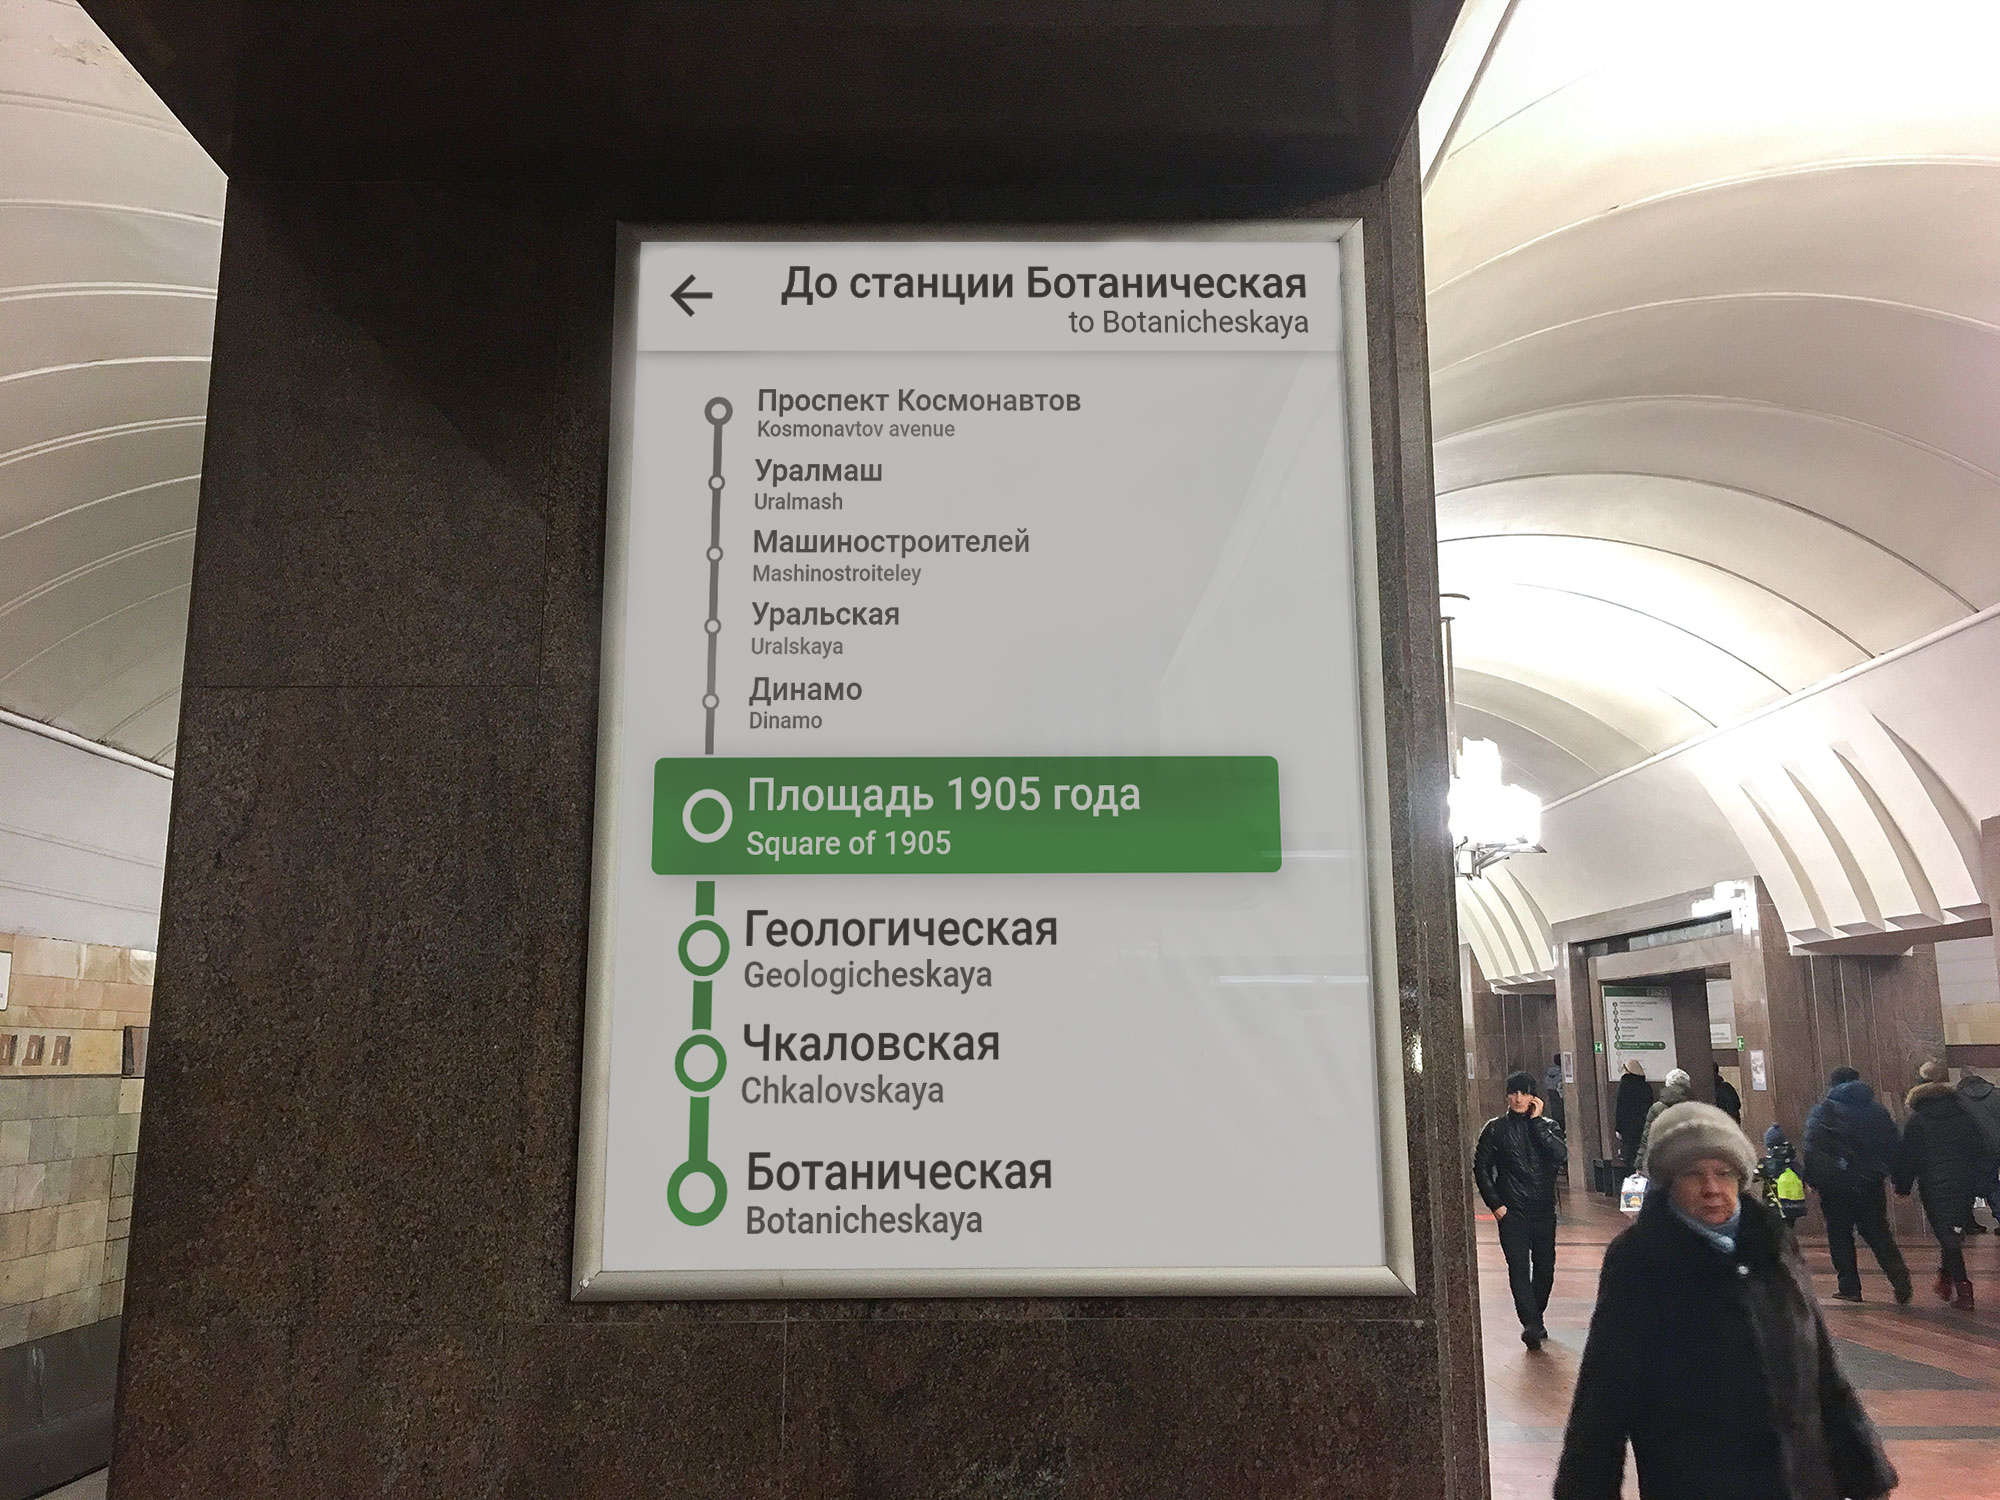 До станции Ботаническая
to Botanicheskaya
Проспект Космонавтов
Kosmonavtov avenue
Уралмаш
Uralmash
Машиностроителей
Mashinostroiteley
Уральская
Uralskaya
Динамо
Dinamo
Площадь 1905 года
Square of 1905
Геологическая
Geologicheskaya
Чкаловская
Chkalovskaya
Ботаническая
Botanicheskaya